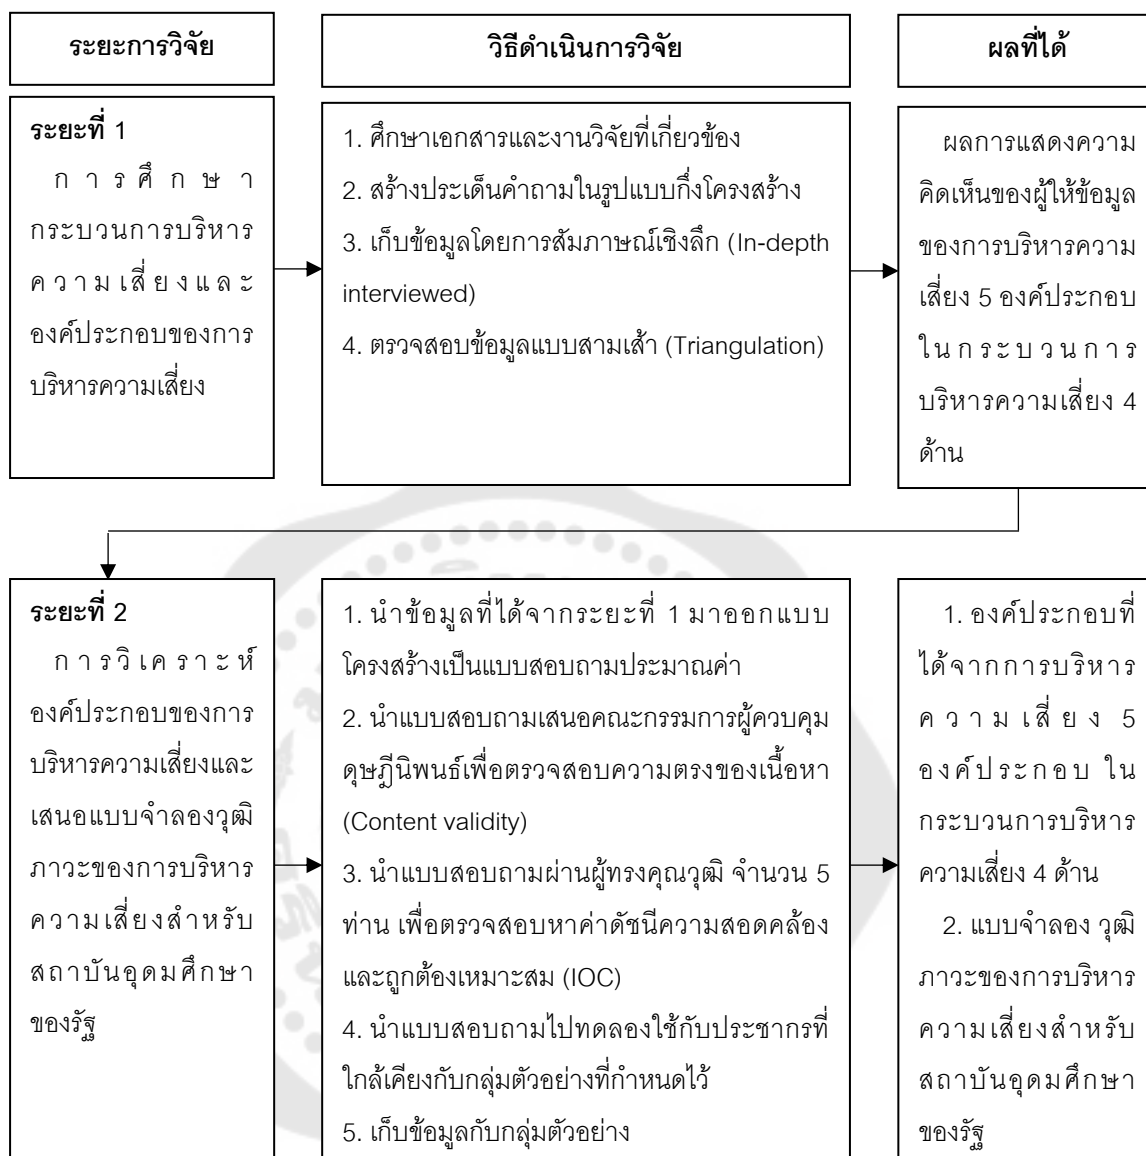 ระยะการวิจัย
วิธีดำเนินการวิจัย
ผลที่ได้
ระยะที่ 1
การศึกษา
กระบวนการบริหาร
ความเสี่ยงและ
องค์ประกอบของการ
บริหารความเสี่ยง
1. ศึกษาเอกสารและงานวิจัยที่เกี่ยวข้อง
2. สร้างประเด็นคำถามในรูปแบบกึ่งโครงสร้าง
3. เก็บข้อมูลโดยการสัมภาษณ์เชิงลึก (In-depth
interviewed)
4. ตรวจสอบข้อมูลแบบสามเส้า (Triangulation)
ผลการแสดงความ
คิดเห็นของผู้ให้ข้อมูล
ของการบริหารความ
เสี่ยง 5 องค์ประกอบ
ในกระบวนการ
บริหารความเสี่ยง 4
ด้าน
ระยะที่ 2
การวิเคราะห์
องค์ประกอบของการ
บริหารความเสี่ยงและ
เสนอแบบจำลองวุฒิ
ภาวะของการบริหาร
ความเสี่ยงสำหรับ
สถาบันอุดมศึกษา
ของรัฐ
1. นำข้อมูลที่ได้จากระยะที่ 1 มาออกแบบ
โครงสร้างเป็นแบบสอบถามประมาณค่า
2. นำแบบสอบถามเสนอคณะกรรมการผู้ควบคุม
ดุษฎีนิพนธ์เพื่อตรวจสอบความตรงของเนื้อหา
(Content validity)
3. นำแบบสอบถามผ่านผู้ทรงคุณวุฒิ จำนวน 5
ท่าน เพื่อตรวจสอบหาค่าดัชนีความสอดคล้อง
และถูกต้องเหมาะสม (IOC)
4. นำแบบสอบถามไปทดลองใช้กับประชากรที่
ใกล้เคียงกับกลุ่มตัวอย่างที่กำหนดไว้
5. เก็บข้อมูลกับกลุ่มตัวอย่าง
1. องค์ประกอบที่
ได้จากการบริหาร
ความเสี่ยง 5
องค์ประกอบ ใน
กระบวนการบริหาร
ความเสี่ยง 4 ด้าน
2. แบบจำลอง วุฒิ
ภาวะของการบริหาร
ความเสี่ยงสำหรับ
สถาบันอุดมศึกษา
ของรัฐ